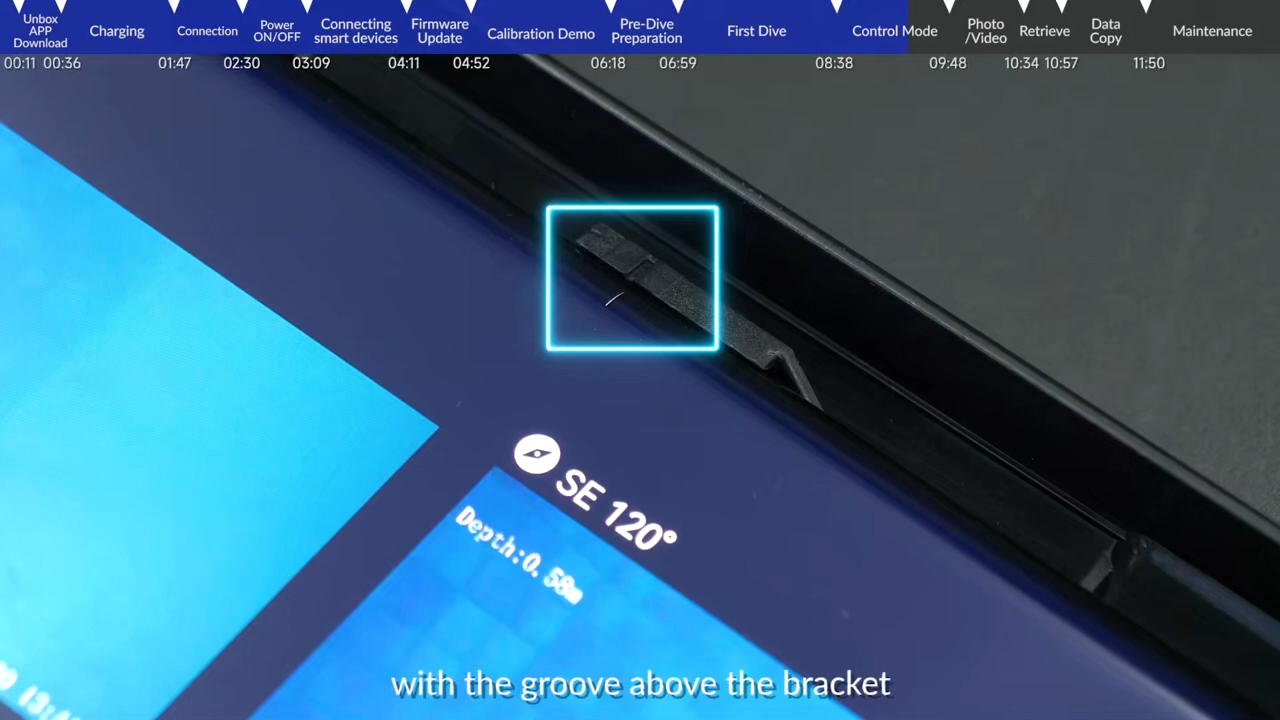 Unbox
APP
Download
Charging
Connection
Power
ON/OFF
Connecting
smart devices
Firmware
Update
Calibration Demo
Pre-Dive
Preparation
First Dive
Control Mode
Photo
/Video
Retrieve
Data
Copy
Maintenance
00:11 00:36 01:47 02:30 03:09 04:11 04:52 06:18 06:59 08:38 09:48 10:34 10:57 11:50
SE 120°
Depth:0.58m
with the groove above the bracket